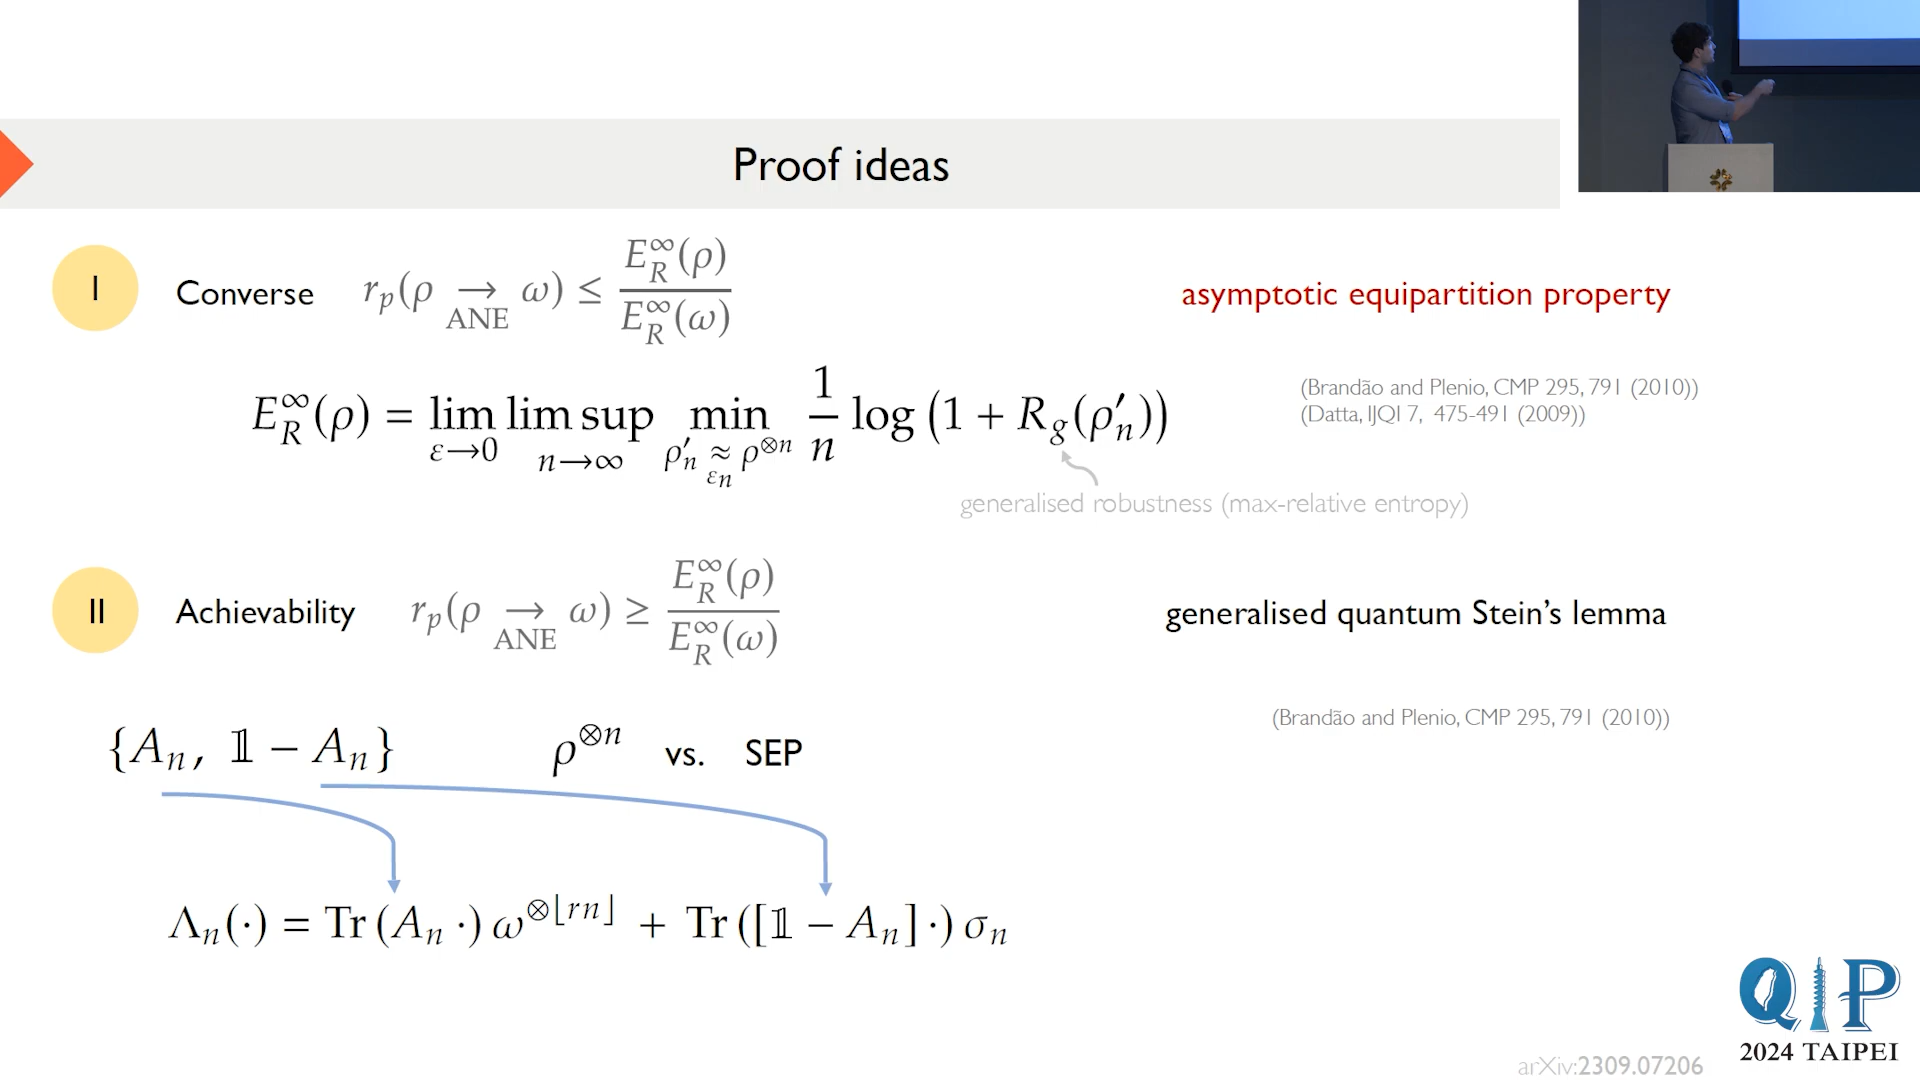 Proof ideas
I Converse r_p(ρ →_ANE ω) ≤ E_R^∞(ρ) / E_R^∞(ω) asymptotic equipartition property
E_R^∞(ρ) = lim_{ε→0} lim sup_{n→∞} min_{ρ′_n ≈_{ε_n} ρ^{⊗n}} 1/n log (1 + R_g(ρ′_n))
(Brandão and Plenio, CMP 295, 791 (2010))
(Datta, IJQI 7, 475-491 (2009))
generalised robustness (max-relative entropy)
II Achievability r_p(ρ →_ANE ω) ≥ E_R^∞(ρ) / E_R^∞(ω) generalised quantum Stein's lemma
(Brandão and Plenio, CMP 295, 791 (2010))
{A_n, 𝟙 − A_n} ρ^{⊗n} vs. SEP
Λ_n(·) = Tr (A_n ·) ω^{⊗⌊rn⌋} + Tr ([𝟙 − A_n] ·) σ_n
QIP
2024 TAIPEI
arXiv:2309.07206